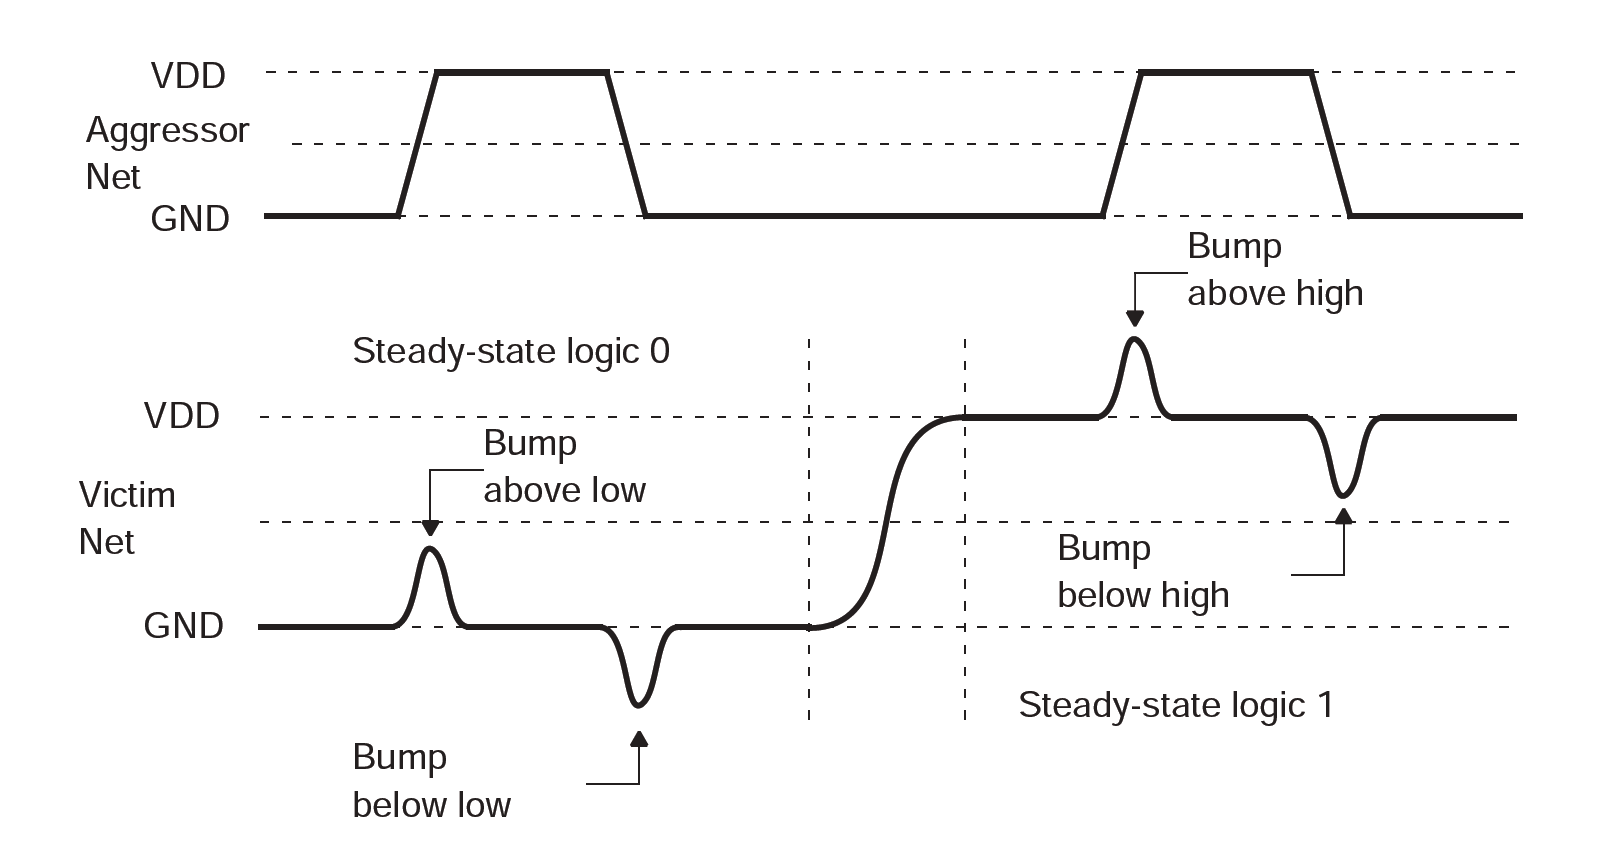 VDD
Aggressor
Net
GND
Bump
above high
Steady-state logic 0
VDD
Bump
above low
Victim
Net
Bump
below high
GND
Steady-state logic 1
Bump
below low